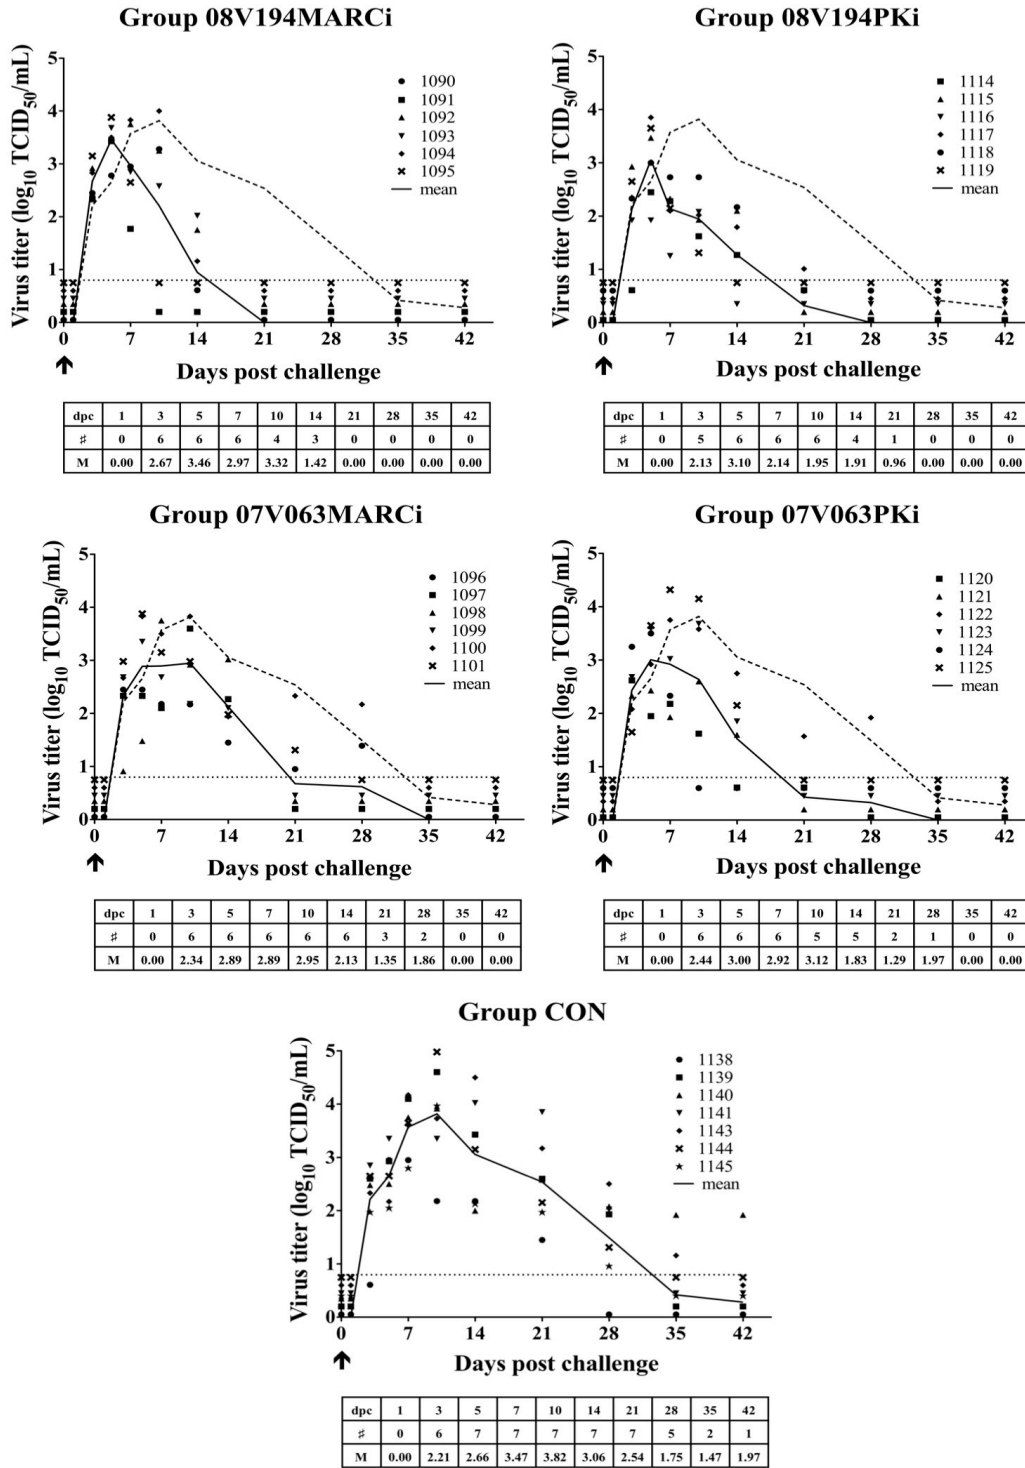 Group 08V194MARCi
Virus titer (log10 TCID50/mL)
5
4
3
2
1
0
0 7 14 21 28 35 42
Days post challenge
1090
1091
1092
1093
1094
1095
mean
dpc 1 3 5 7 10 14 21 28 35 42
♯ 0 6 6 6 4 3 0 0 0 0
M 0.00 2.67 3.46 2.97 3.32 1.42 0.00 0.00 0.00 0.00
Group 08V194PKi
Virus titer (log10 TCID50/mL)
5
4
3
2
1
0
0 7 14 21 28 35 42
Days post challenge
1114
1115
1116
1117
1118
1119
mean
dpc 1 3 5 7 10 14 21 28 35 42
♯ 0 5 6 6 6 4 1 0 0 0
M 0.00 2.13 3.10 2.14 1.95 1.91 0.96 0.00 0.00 0.00
Group 07V063MARCi
Virus titer (log10 TCID50/mL)
5
4
3
2
1
0
0 7 14 21 28 35 42
Days post challenge
1096
1097
1098
1099
1100
1101
mean
dpc 1 3 5 7 10 14 21 28 35 42
♯ 0 6 6 6 6 6 3 2 0 0
M 0.00 2.34 2.89 2.89 2.95 2.13 1.35 1.86 0.00 0.00
Group 07V063PKi
Virus titer (log10 TCID50/mL)
5
4
3
2
1
0
0 7 14 21 28 35 42
Days post challenge
1120
1121
1122
1123
1124
1125
mean
dpc 1 3 5 7 10 14 21 28 35 42
♯ 0 6 6 6 5 5 2 1 0 0
M 0.00 2.44 3.00 2.92 3.12 1.83 1.29 1.97 0.00 0.00
Group CON
Virus titer (log10 TCID50/mL)
5
4
3
2
1
0
0 7 14 21 28 35 42
Days post challenge
1138
1139
1140
1141
1143
1144
1145
mean
dpc 1 3 5 7 10 14 21 28 35 42
♯ 0 6 7 7 7 7 7 5 2 1
M 0.00 2.21 2.66 3.47 3.82 3.06 2.54 1.75 1.47 1.97